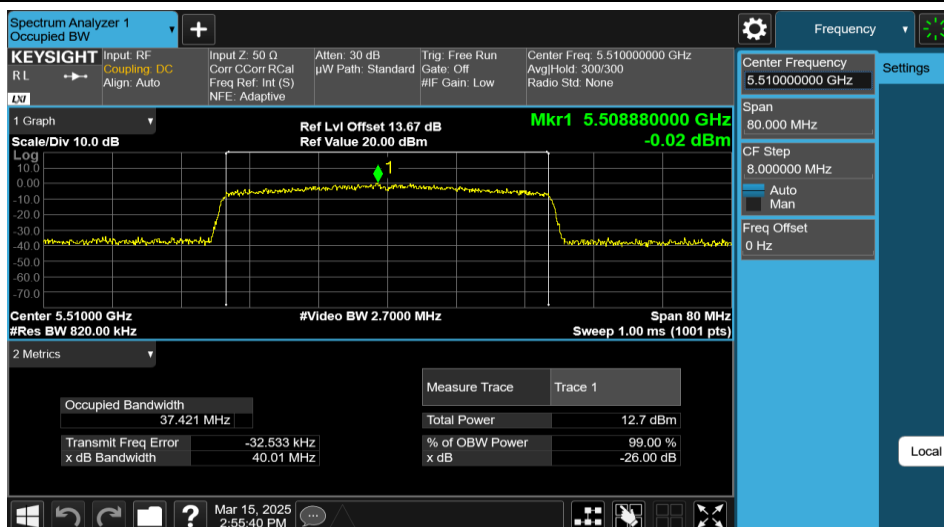 Spectrum Analyzer 1
Occupied BW
+
Frequency
KEYSIGHT
RL
LXI
Input: RF
Coupling: DC
Align: Auto
Input Z: 50 Ω
Corr CCorr RCal
Freq Ref: Int (S)
NFE: Adaptive
Atten: 30 dB
µW Path: Standard
Trig: Free Run
Gate: Off
#IF Gain: Low
Center Freq: 5.510000000 GHz
Avg|Hold: 300/300
Radio Std: None
Center Frequency
5.510000000 GHz
Settings
Span
80.000 MHz
CF Step
8.000000 MHz
Auto
Man
Freq Offset
0 Hz
Local
1 Graph
Scale/Div 10.0 dB
Ref Lvl Offset 13.67 dB
Ref Value 20.00 dBm
Mkr1 5.508880000 GHz
-0.02 dBm
Log
10.0
0.00
-10.0
-20.0
-30.0
-40.0
-50.0
-60.0
-70.0
1
Center 5.51000 GHz
#Res BW 820.00 kHz
#Video BW 2.7000 MHz
Span 80 MHz
Sweep 1.00 ms (1001 pts)
2 Metrics
Measure Trace Trace 1
Occupied Bandwidth
37.421 MHz
Total Power 12.7 dBm
Transmit Freq Error -32.533 kHz
% of OBW Power 99.00 %
x dB Bandwidth 40.01 MHz
x dB -26.00 dB
?
Mar 15, 2025
2:55:40 PM